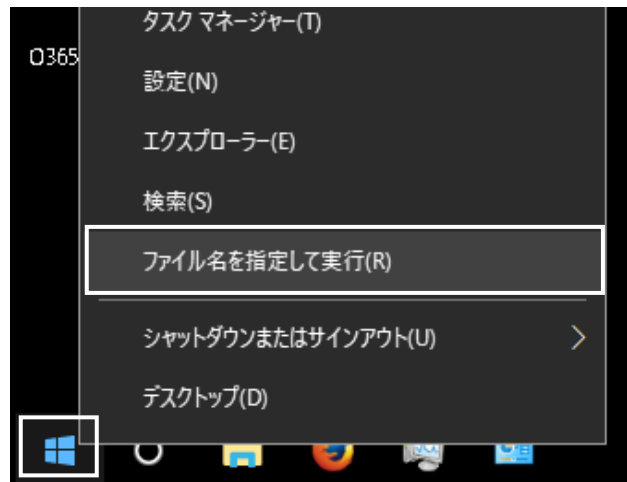 タスク マネージャー(T)
O365
設定(N)
エクスプローラー(E)
検索(S)
ファイル名を指定して実行(R)
シャットダウンまたはサインアウト(U)
デスクトップ(D)